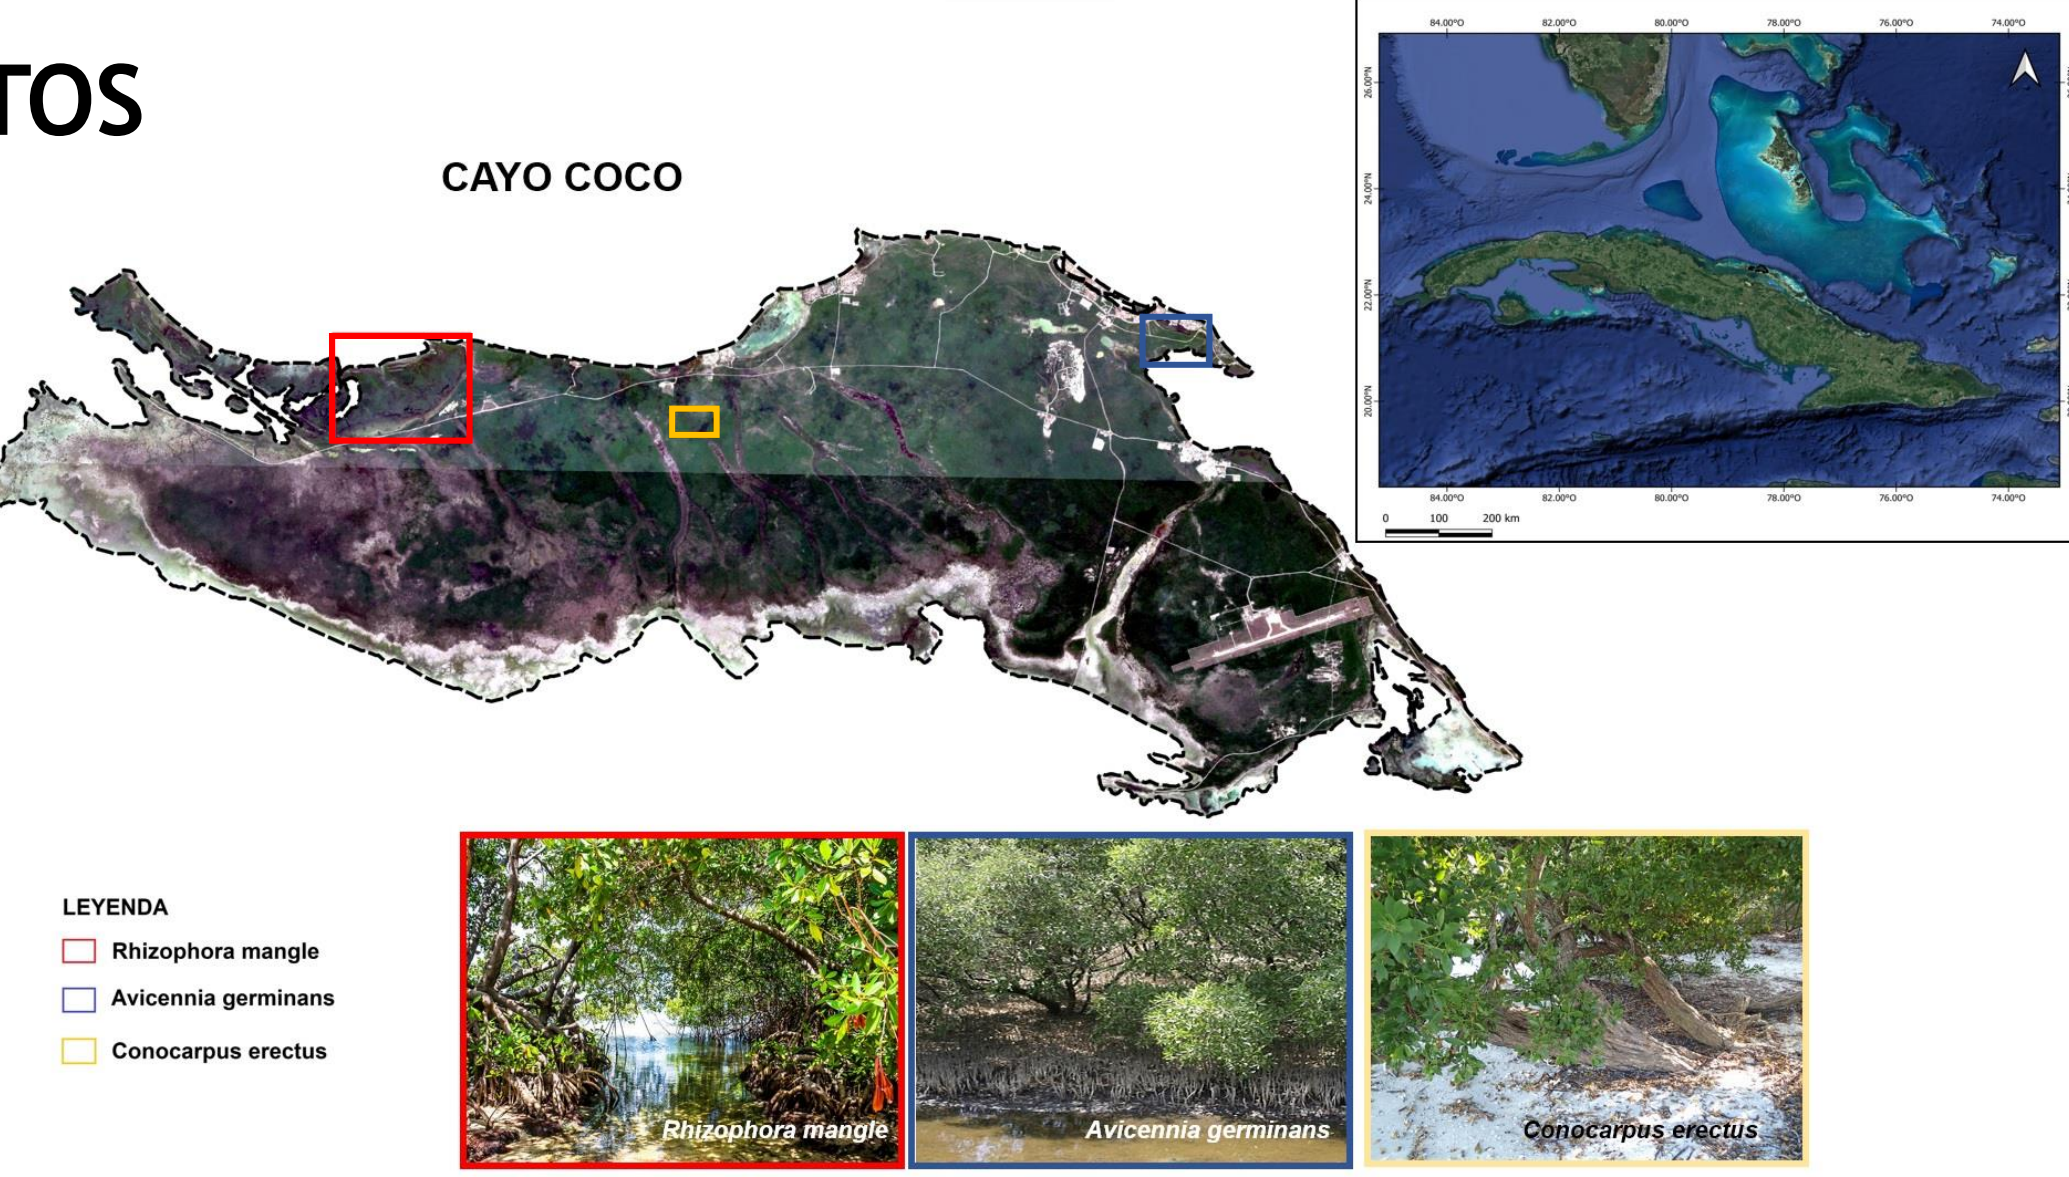 TOS
CAYO COCO
84.00°O 82.00°O 80.00°O 78.00°O 76.00°O 74.00°O
26.00°N
24.00°N
22.00°N
20.00°N
84.00°O 82.00°O 80.00°O 78.00°O 76.00°O 74.00°O
0 100 200 km
LEYENDA
Rhizophora mangle
Avicennia germinans
Conocarpus erectus
Rhizophora mangle
Avicennia germinans
Conocarpus erectus